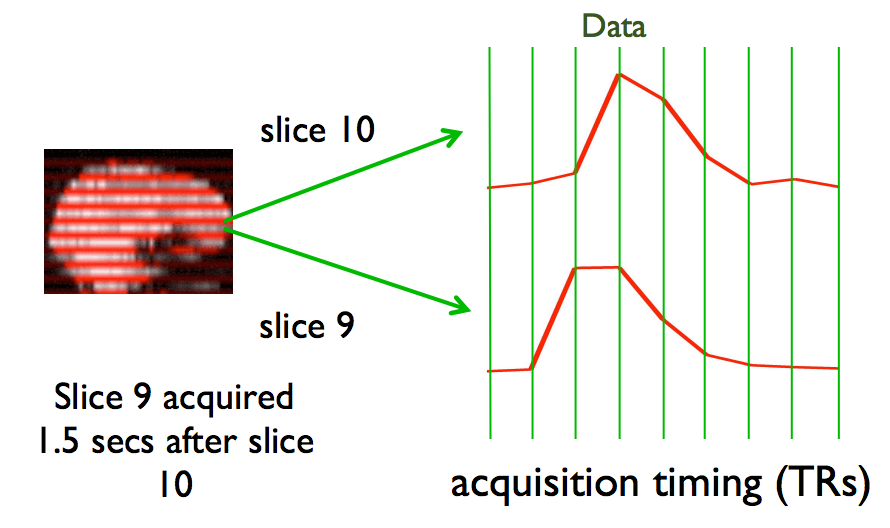 Data
slice 10
slice 9
Slice 9 acquired
1.5 secs after slice
10
acquisition timing (TRs)